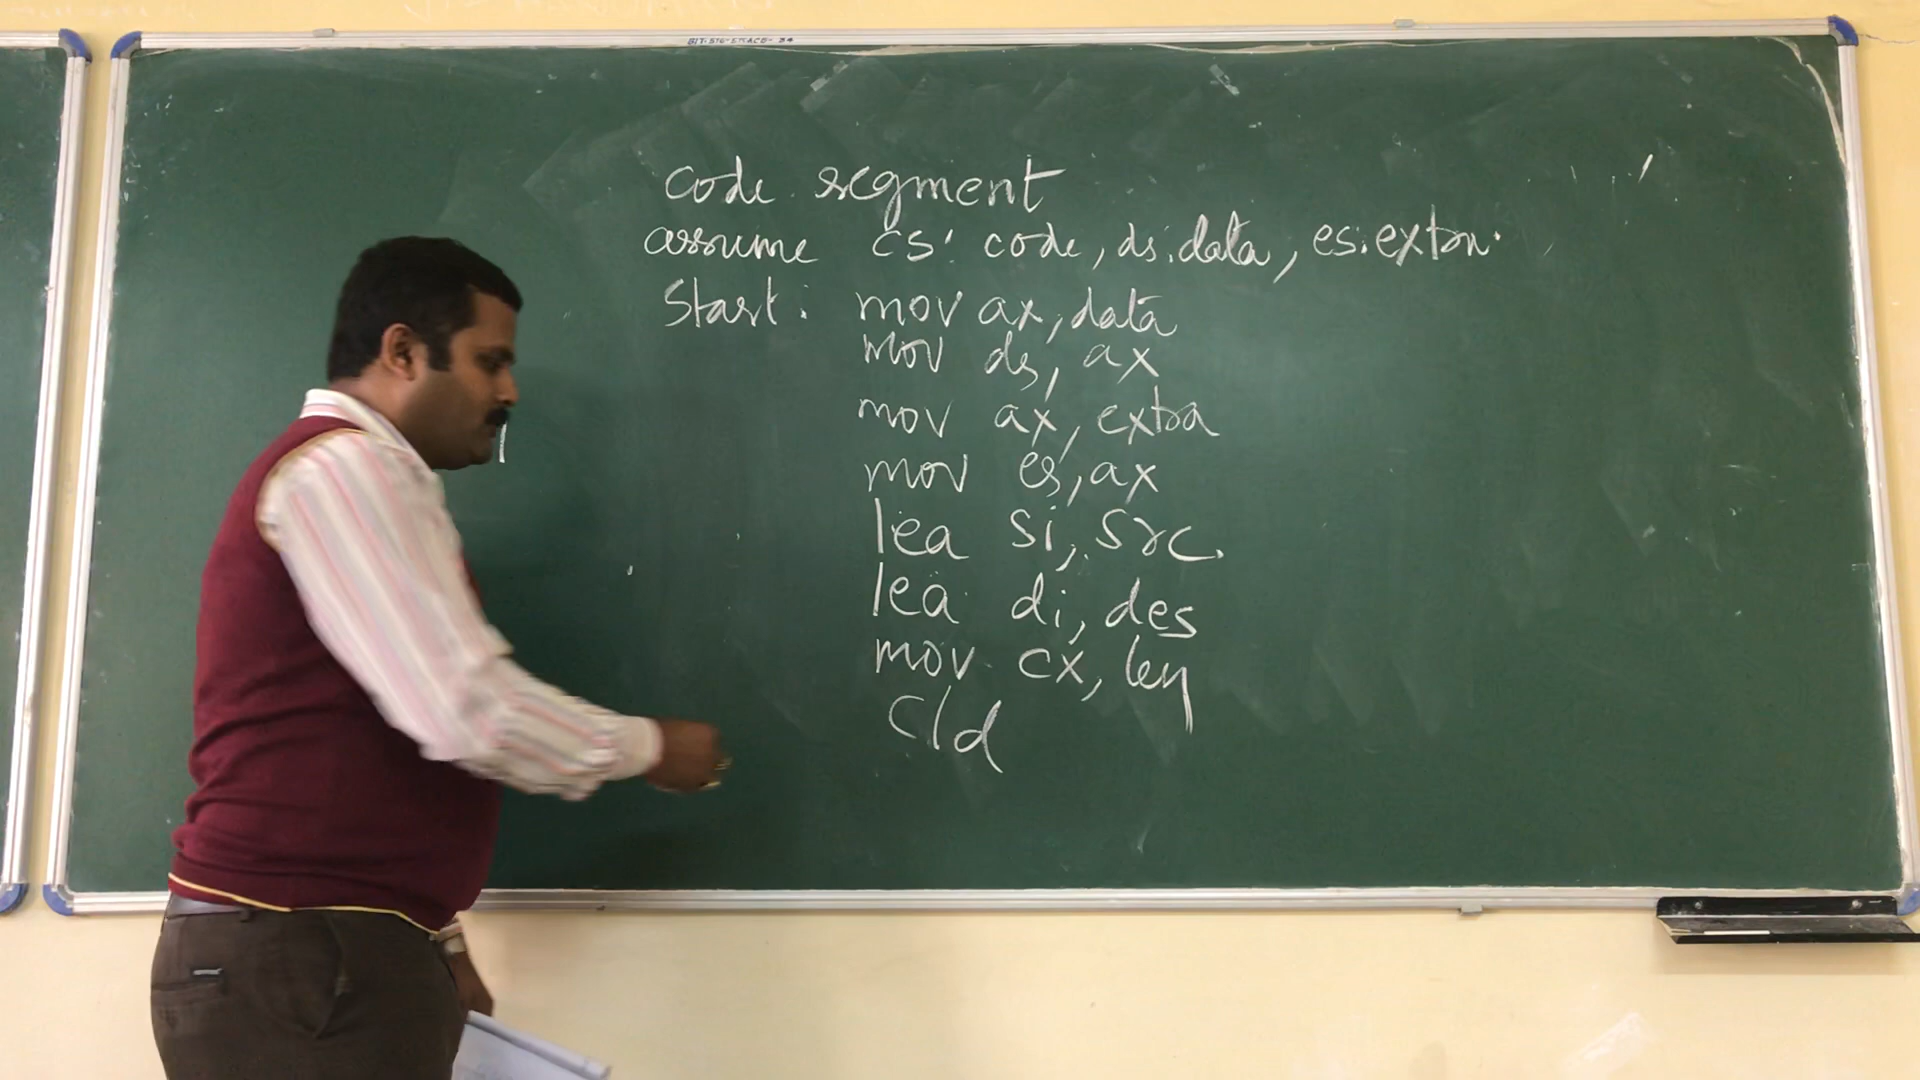 code segment
assume cs: code, ds:data, es:extra
Start: mov ax, data
mov ds, ax
mov ax, extra
mov es, ax
lea si, src
lea di, des
mov cx, len
cld